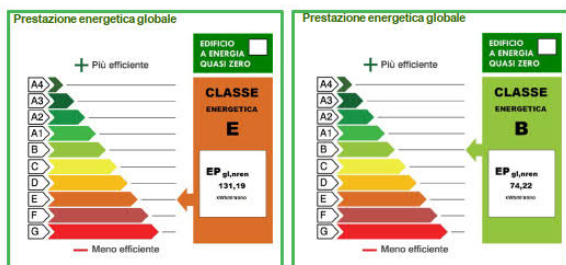 Prestazione energetica globale
EDIFICIO
A ENERGIA
QUASI ZERO
+ Più efficiente
A4
A3
A2
A1
B
C
D
E
F
G
CLASSE
ENERGETICA
E
EP gl,nren
131,19
— Meno efficiente
Prestazione energetica globale
EDIFICIO
A ENERGIA
QUASI ZERO
+ Più efficiente
A4
A3
A2
A1
B
C
D
E
F
G
CLASSE
ENERGETICA
B
EP gl,nren
74,22
— Meno efficiente